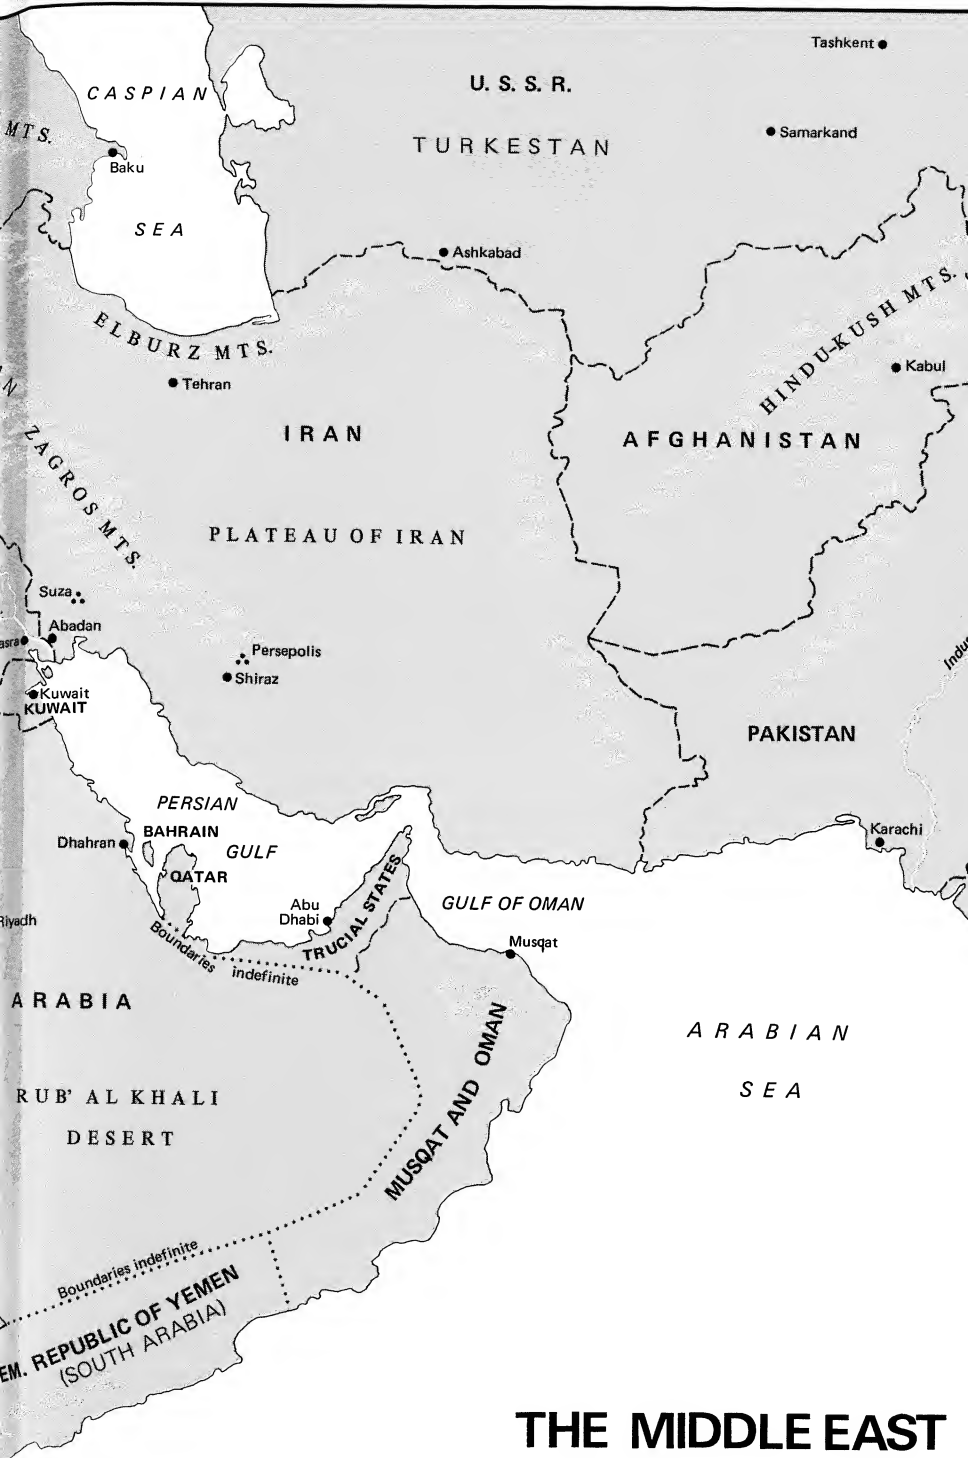 Tashkent
U. S. S. R.
CASPIAN
MTS.
Samarkand
TURKESTAN
Baku
SEA
Ashkabad
HINDU-KUSH MTS.
ELBURZ MTS.
Kabul
Tehran
IRAN
AFGHANISTAN
ZAGROS MTS.
PLATEAU OF IRAN
Suza
Abadan
asra
Persepolis
Shiraz
Indus
Kuwait
KUWAIT
PAKISTAN
PERSIAN
GULF
BAHRAIN
Dhahran
QATAR
Karachi
Abu
Dhabi
TRUCIAL STATES
GULF OF OMAN
Riyadh
Musqat
Boundaries indefinite
ARABIA
MUSQAT AND OMAN
ARABIAN
SEA
RUB' AL KHALI
DESERT
Boundaries indefinite
EM. REPUBLIC OF YEMEN
(SOUTH ARABIA)
THE MIDDLE EAST